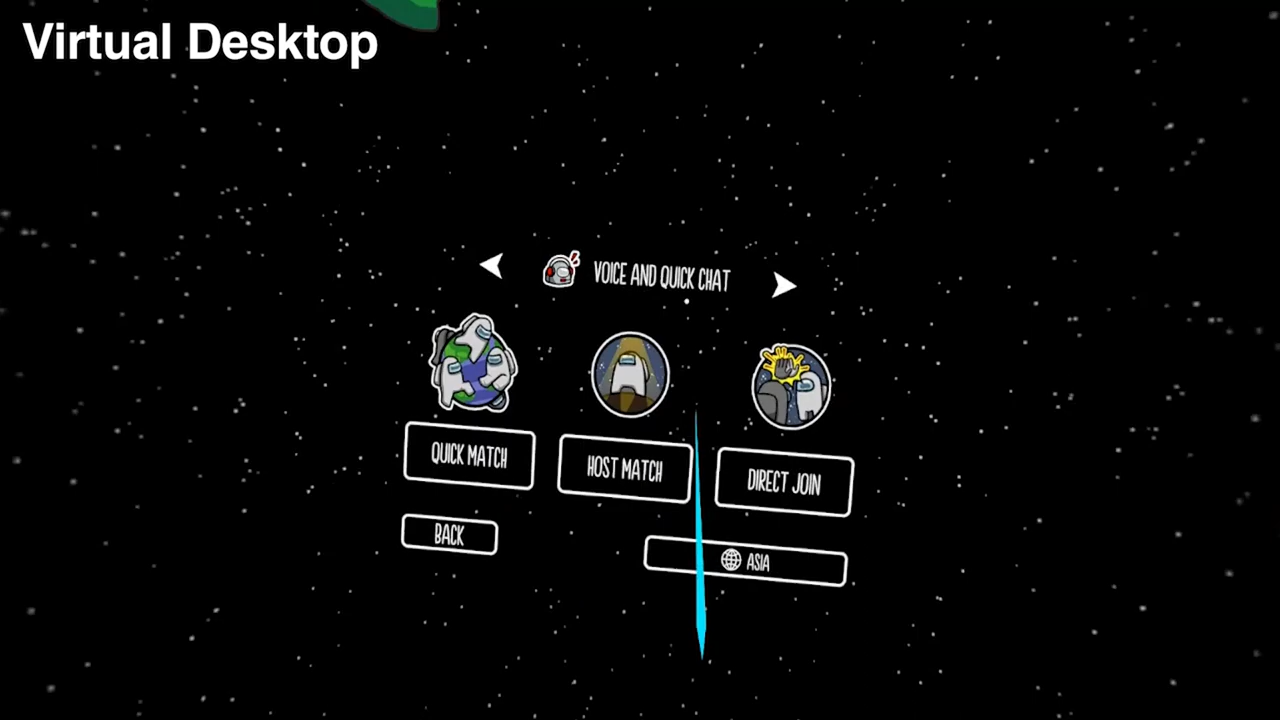 Virtual Desktop
VOICE AND QUICK CHAT
QUICK MATCH
HOST MATCH
DIRECT JOIN
BACK
ASIA